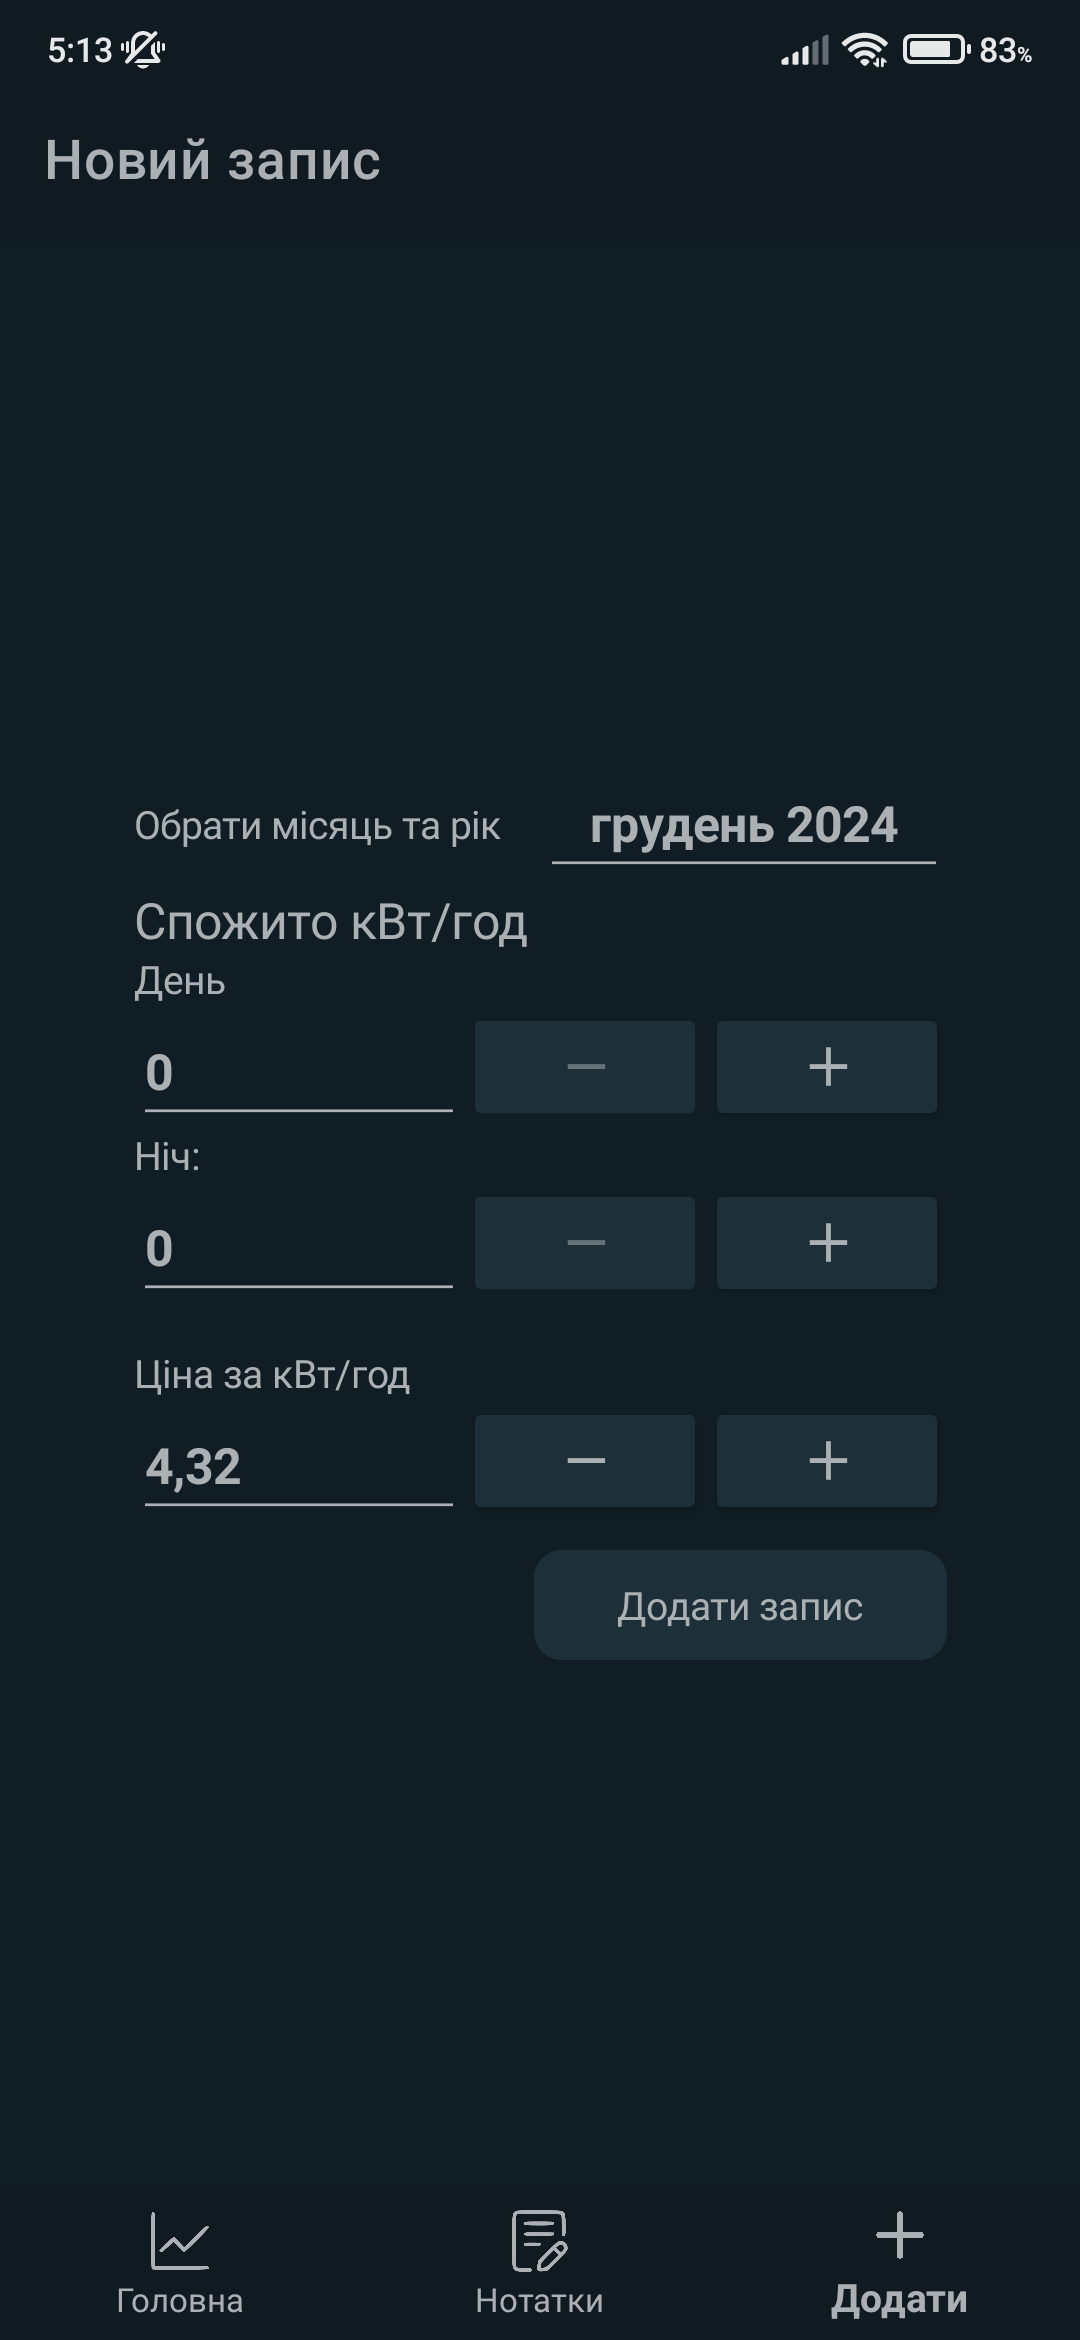 5:13 83%
Новий запис
Обрати місяць та рік грудень 2024
Спожито кВт/год
День
0 − +
Ніч:
0 − +
Ціна за кВт/год
4,32 − +
Додати запис
Головна Нотатки Додати